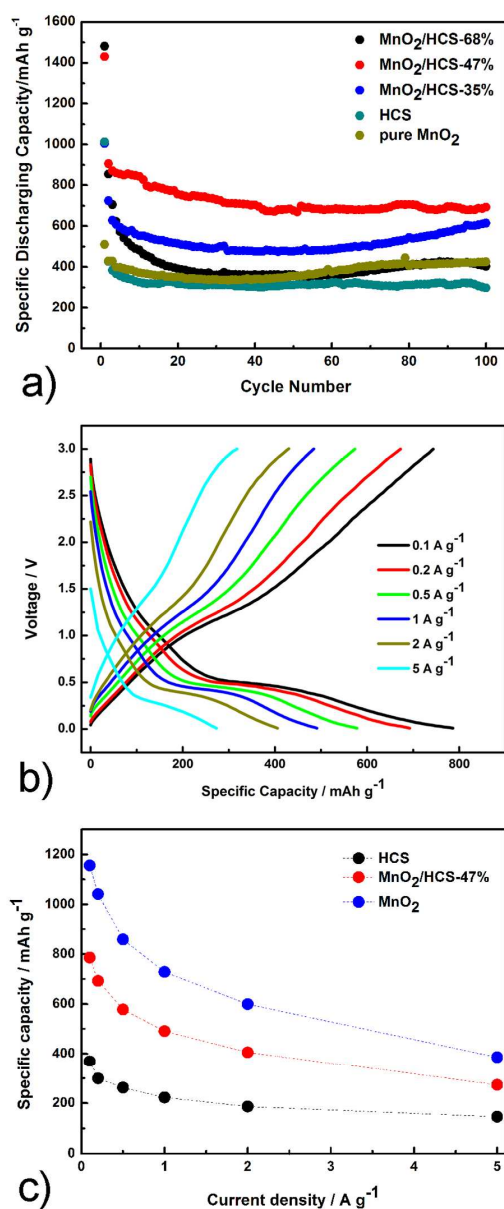 1600
1400
1200
1000
800
600
400
200
0
Specific Discharging Capacity/mAh g-1
MnO2/HCS-68%
MnO2/HCS-47%
MnO2/HCS-35%
HCS
pure MnO2
0 20 40 60 80 100
Cycle Number
a)
3.0
2.5
2.0
1.5
1.0
0.5
0.0
Voltage / V
0.1 A g-1
0.2 A g-1
0.5 A g-1
1 A g-1
2 A g-1
5 A g-1
0 200 400 600 800
Specific Capacity / mAh g-1
b)
1200
1000
800
600
400
200
0
Specific capacity / mAh g-1
HCS
MnO2/HCS-47%
MnO2
0 1 2 3 4 5
Current density / A g-1
c)